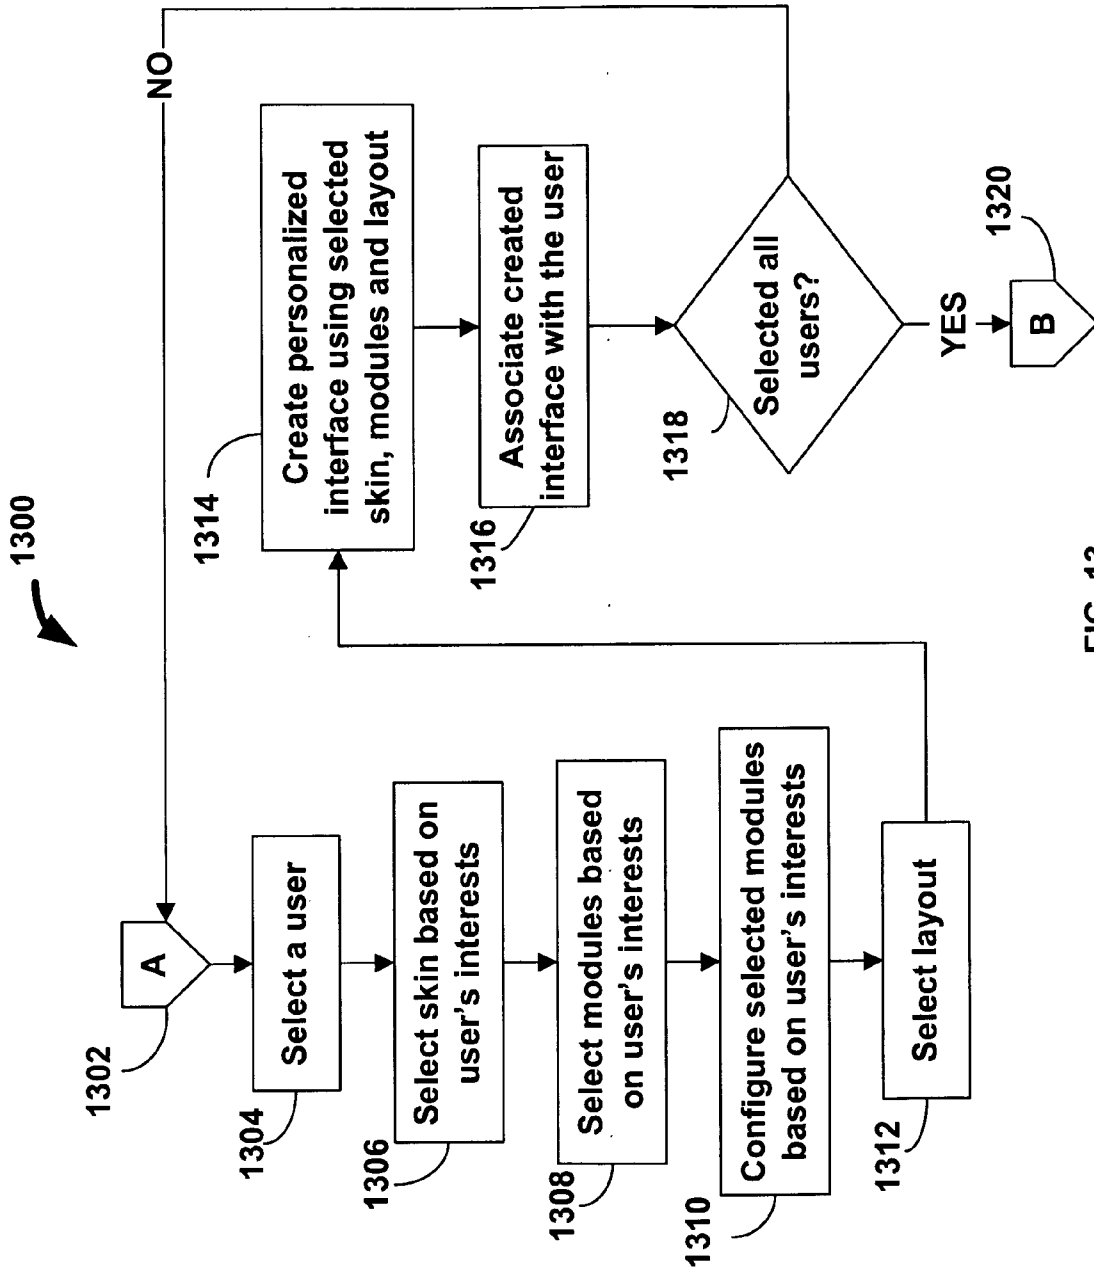 1300
A
1302
Select a user
1304
Select skin based on
user's interests
1306
Select modules based
on user's interests
1308
Configure selected modules
based on user's interests
1310
Select layout
1312
Create personalized
interface using selected
skin, modules and layout
1314
Associate created
interface with the user
1316
Selected all
users?
1318
NO
YES
B
1320
FIG. 13